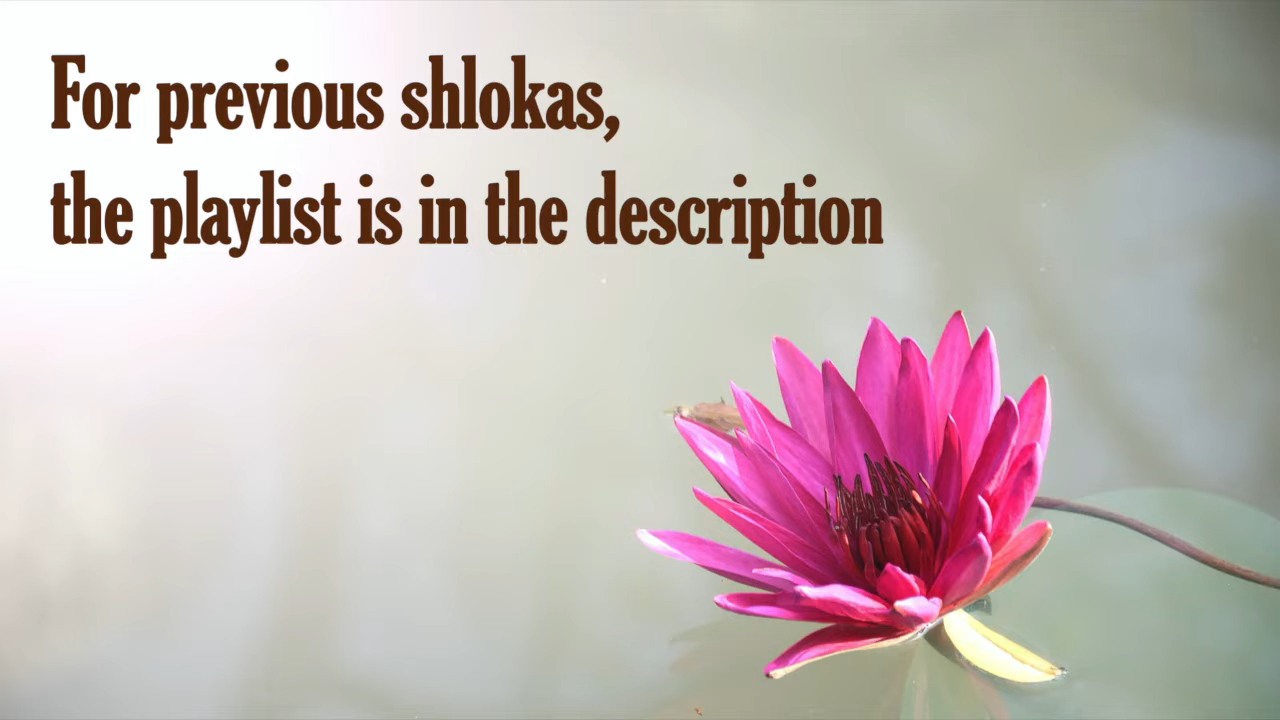 For previous shlokas,
the playlist is in the description